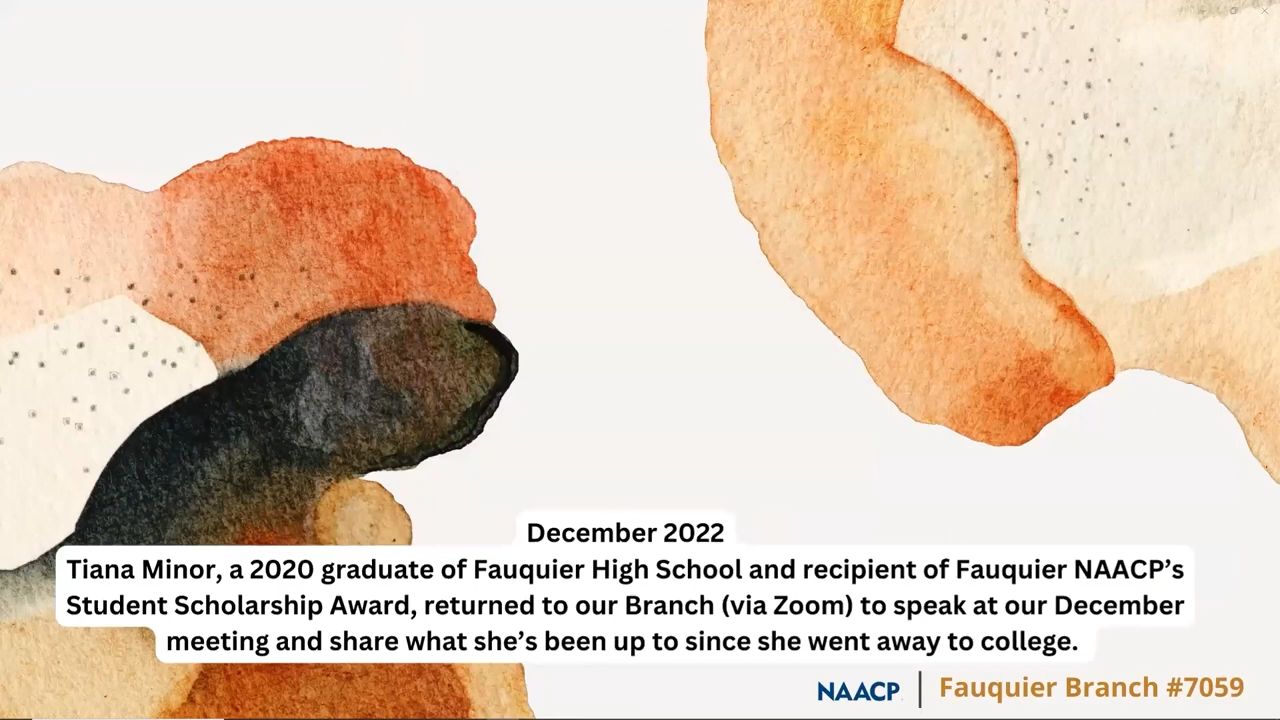 December 2022
Tiana Minor, a 2020 graduate of Fauquier High School and recipient of Fauquier NAACP’s
Student Scholarship Award, returned to our Branch (via Zoom) to speak at our December
meeting and share what she’s been up to since she went away to college.
NAACP | Fauquier Branch #7059